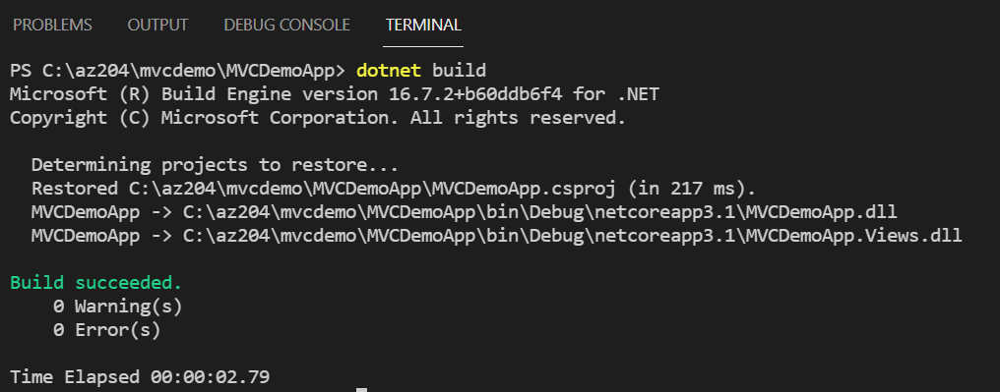 PROBLEMS OUTPUT DEBUG CONSOLE TERMINAL
PS C:\az204\mvcdemo\MVCDemoApp> dotnet build
Microsoft (R) Build Engine version 16.7.2+b60ddb6f4 for .NET
Copyright (C) Microsoft Corporation. All rights reserved.
Determining projects to restore...
Restored C:\az204\mvcdemo\MVCDemoApp\MVCDemoApp.csproj (in 217 ms).
MVCDemoApp -> C:\az204\mvcdemo\MVCDemoApp\bin\Debug\netcoreapp3.1\MVCDemoApp.dll
MVCDemoApp -> C:\az204\mvcdemo\MVCDemoApp\bin\Debug\netcoreapp3.1\MVCDemoApp.Views.dll
Build succeeded.
0 Warning(s)
0 Error(s)
Time Elapsed 00:00:02.79